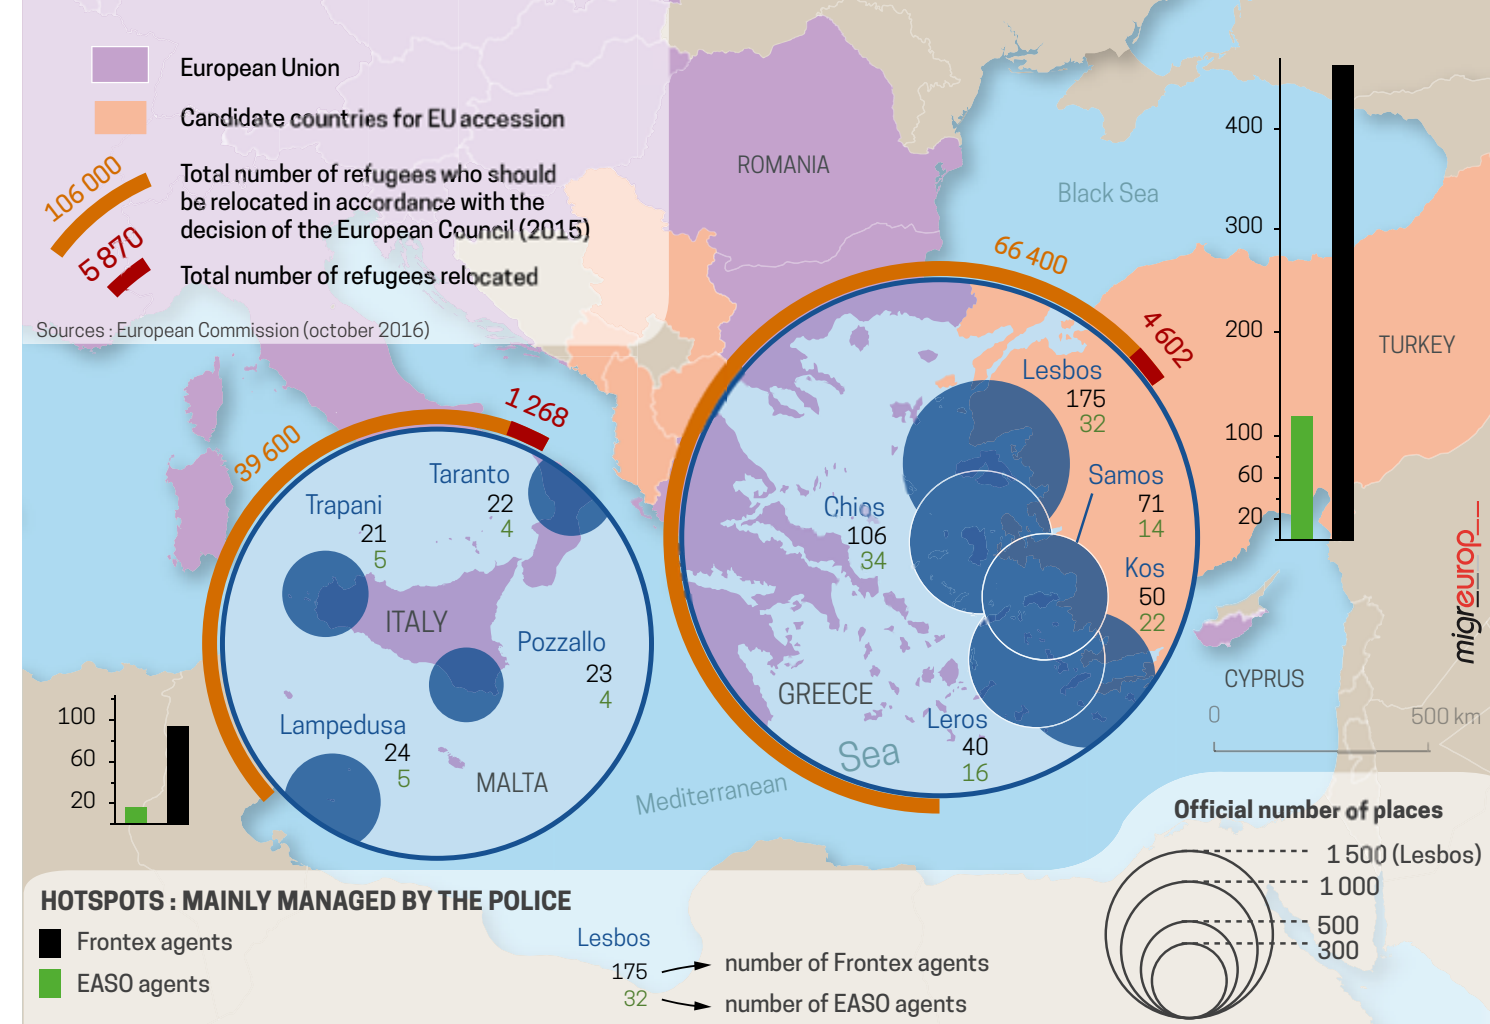 European Union
Candidate countries for EU accession
106 000
Total number of refugees who should
be relocated in accordance with the
decision of the European Council (2015)
5 870
Total number of refugees relocated
Sources : European Commission (october 2016)
ROMANIA
Black Sea
TURKEY
CYPRUS
400
300
200
100
60
20
66 400
4 602
Lesbos
175
32
Samos
71
14
Chios
106
34
Kos
50
22
GREECE
Leros
40
16
Mediterranean
Sea
39 600
1 268
Taranto
22
4
Trapani
21
5
ITALY
Pozzallo
23
4
Lampedusa
24
5
MALTA
100
60
20
0
500 km
migreurop
Official number of places
1 500 (Lesbos)
1 000
500
300
HOTSPOTS : MAINLY MANAGED BY THE POLICE
Frontex agents
EASO agents
Lesbos
175
number of Frontex agents
32
number of EASO agents